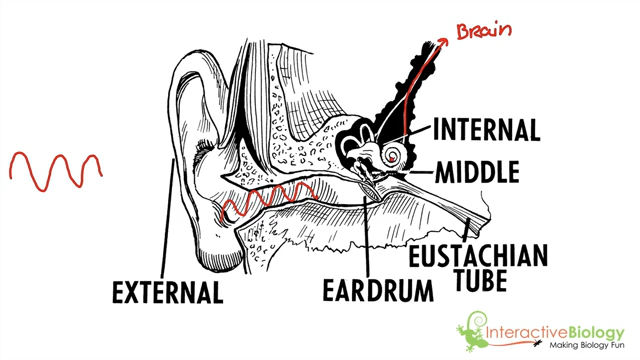 Brain
INTERNAL
MIDDLE
EUSTACHIAN
TUBE
EARDRUM
EXTERNAL
InteractiveBiology
Making Biology Fun